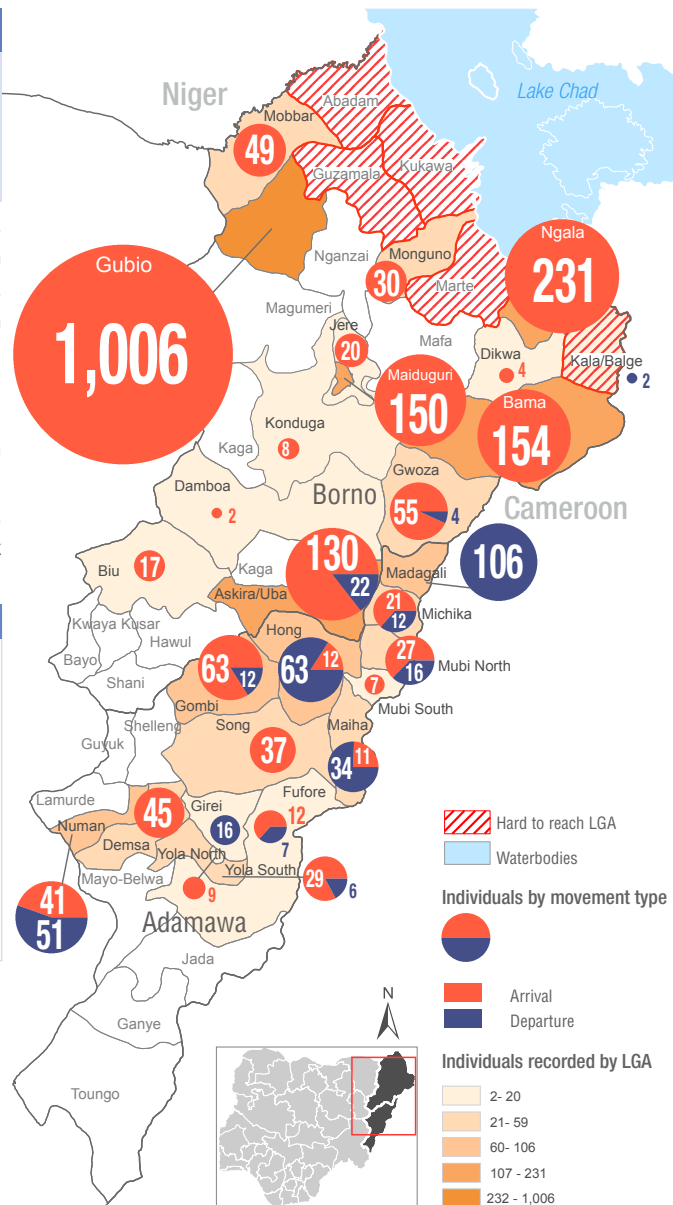 Niger
Lake Chad
Abadam
Mobbar
49
Kukawa
Guzamala
Gubio
1,006
Nganzai
Monguno
30
Marte
Ngala
231
Magumeri
Jere
20
Mafa
Dikwa
4
Kala/Balge
2
Maiduguri
150
Bama
154
Konduga
8
Kaga
Gwoza
55
4
Damboa
2
Borno
Cameroon
130
22
106
Biu
17
Kaga
Madagali
Askira/Uba
21
12
Michika
Kwaya Kusar
Hawul
Hong
63
12
63
12
27
16
Mubi North
Bayo
Shani
Gombi
7
Mubi South
Shelleng
Song
Maiha
Guyuk
37
11
34
Lamurde
45
Girei
Fufore
Numan
16
12
7
Demsa
Yola North
Mayo-Belwa
Yola South
29
6
41
51
9
Adamawa
Jada
Ganye
Toungo
Hard to reach LGA
Waterbodies
Individuals by movement type
Arrival
Departure
N
Individuals recorded by LGA
2- 20
21- 59
60- 106
107 - 231
232 - 1,006